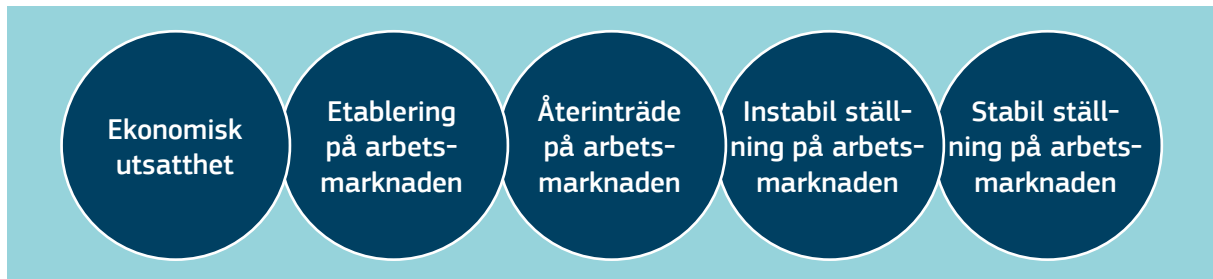 Ekonomisk
utsatthet
Etablering
på arbets-
marknaden
Återinträde
på arbets-
marknaden
Instabil ställ-
ning på arbets-
marknaden
Stabil ställ-
ning på arbets-
marknaden